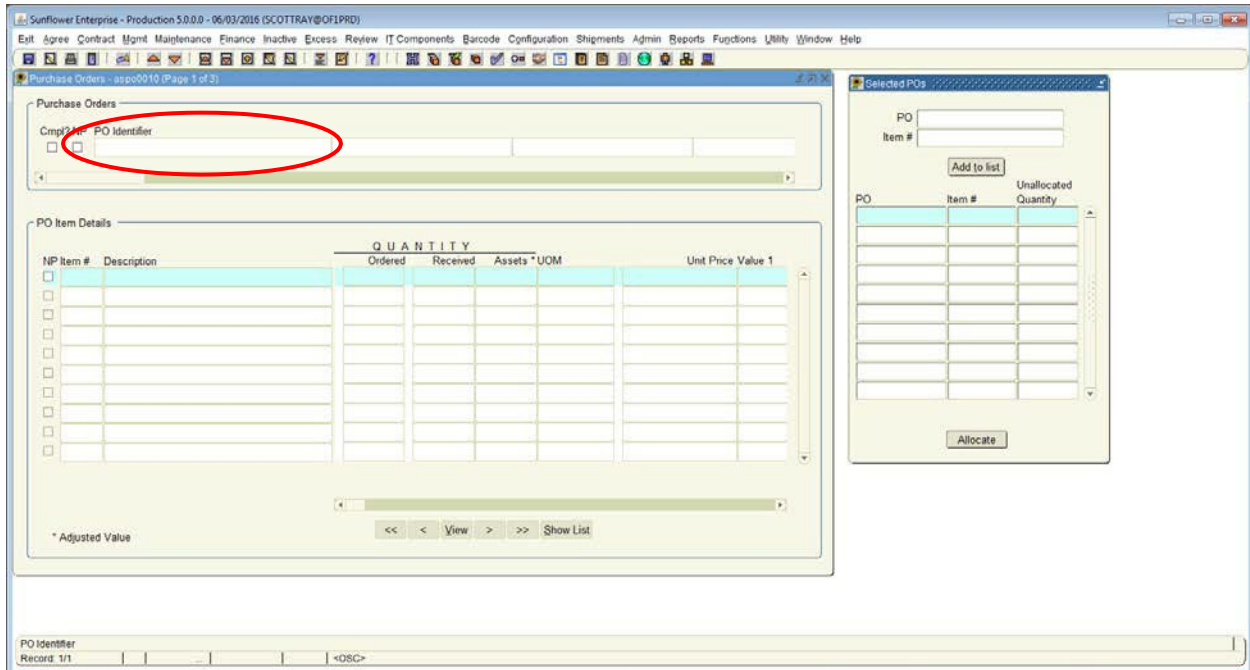 Sunflower Enterprise - Production 5.0.0.0 - 06/03/2016 (SCOTTRAY@OF1PRD)
Exit Agree Contract Mgmt Maintenance Finance Inactive Excess Review IT Components Barcode Configuration Shipments Admin Reports Functions Utility Window Help
Purchase Orders - aspo0010 (Page 1 of 3)
Selected POs
Purchase Orders
Cmpl? NP PO Identifier
PO
Item #
Add to list
PO Item # Unallocated Quantity
PO Item Details
QUANTITY
NP Item # Description Ordered Received Assets * UOM Unit Price Value 1
Allocate
<< < View > >> Show List
* Adjusted Value
PO Identifier
Record: 1/1 ... <OSC>